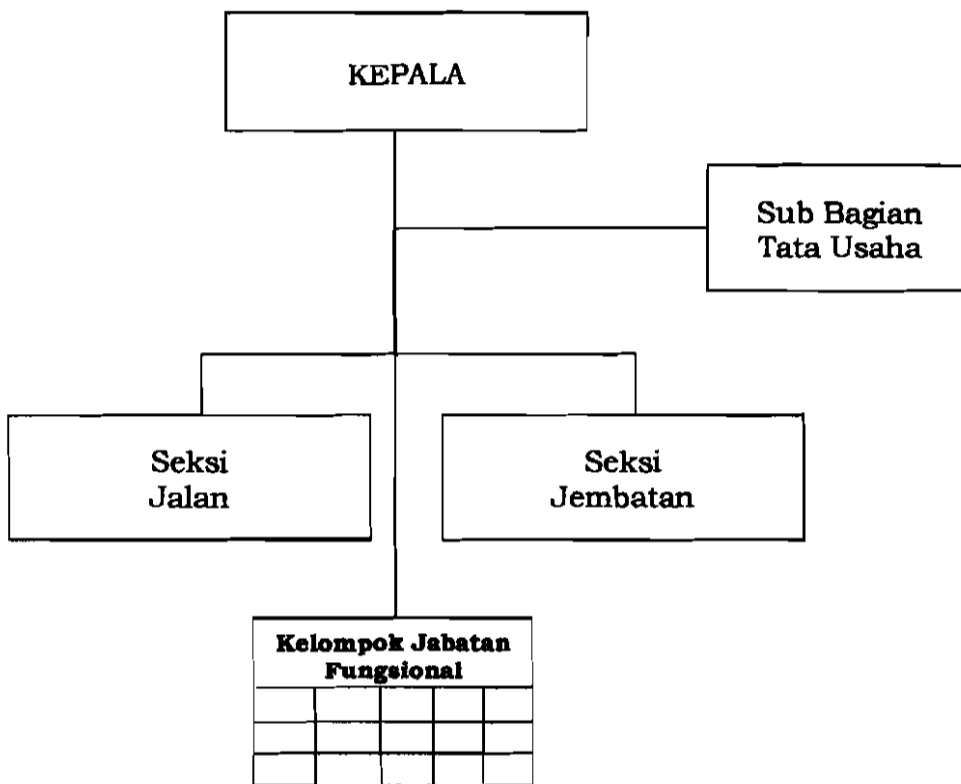 KEPALA
Sub Bagian
Tata Usaha
Seksi
Jalan
Seksi
Jembatan
Kelompok Jabatan
Fungsional